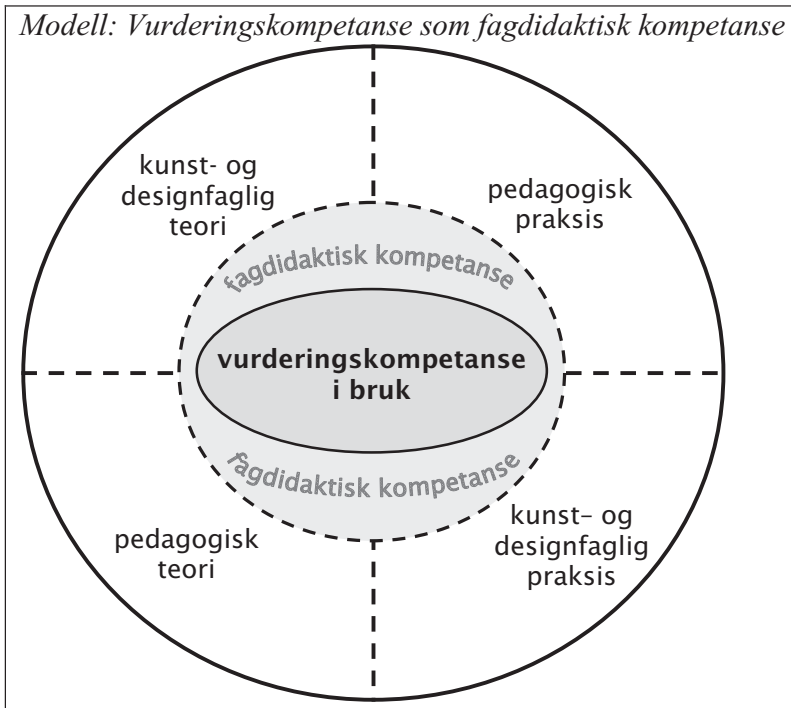 Modell: Vurderingskompetanse som fagdidaktisk kompetanse
kunst- og
designfaglig
teori
pedagogisk
praksis
fagdidaktisk kompetanse
vurderingskompetanse
i bruk
fagdidaktisk kompetanse
pedagogisk
teori
kunst– og
designfaglig
praksis